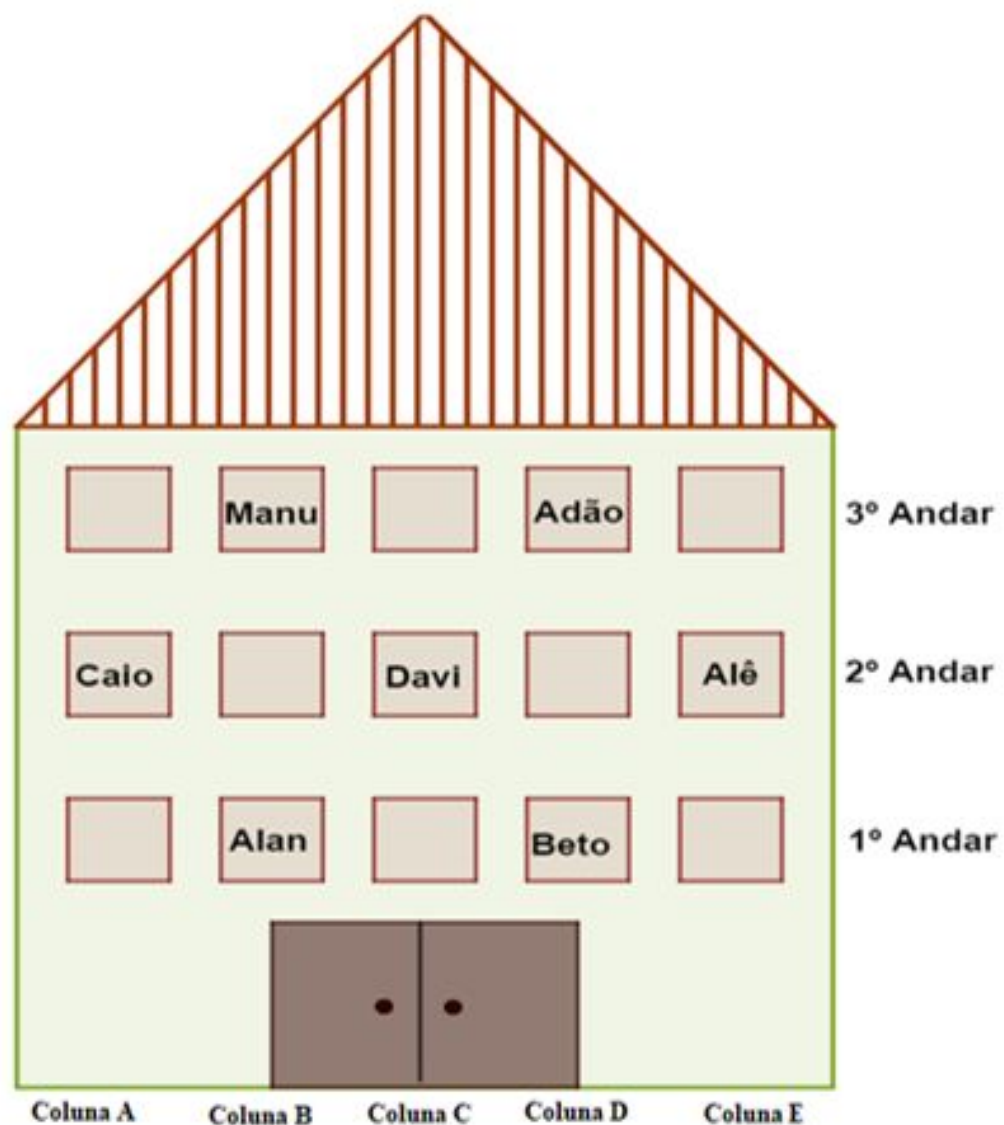 Manu Adão 3º Andar
Caio Davi Alê 2º Andar
Alan Beto 1º Andar
Coluna A Coluna B Coluna C Coluna D Coluna E